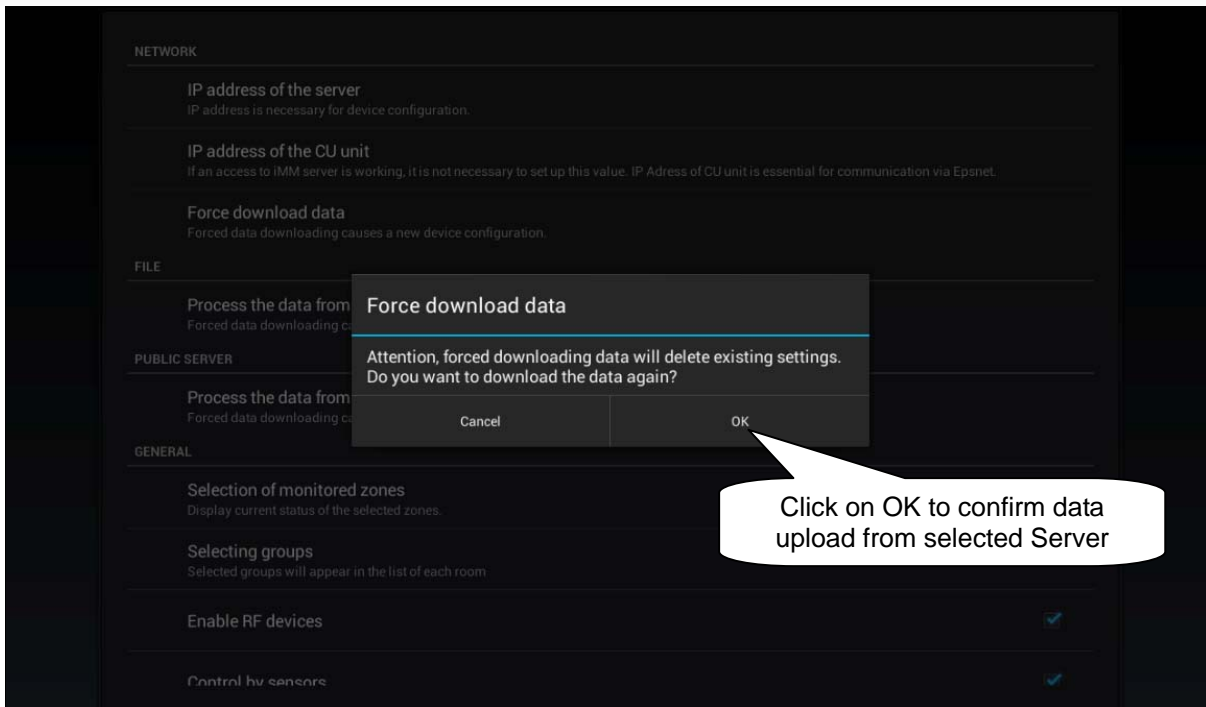 NETWORK
IP address of the server
IP address is necessary for device configuration.
IP address of the CU unit
If an access to iMM server is working, it is not necessary to set up this value. IP Adress of CU unit is essential for communication via Epsnet.
Force download data
Forced data downloading causes a new device configuration.
FILE
Process the data from
Forced data downloading
PUBLIC SERVER
Process the data from
Forced data downloading
Force download data
Attention, forced downloading data will delete existing settings.
Do you want to download the data again?
Cancel
OK
Click on OK to confirm data
upload from selected Server
GENERAL
Selection of monitored zones
Display current status of the selected zones.
Selecting groups
Selected groups will appear in the list of each room
Enable RF devices
Control by sensors